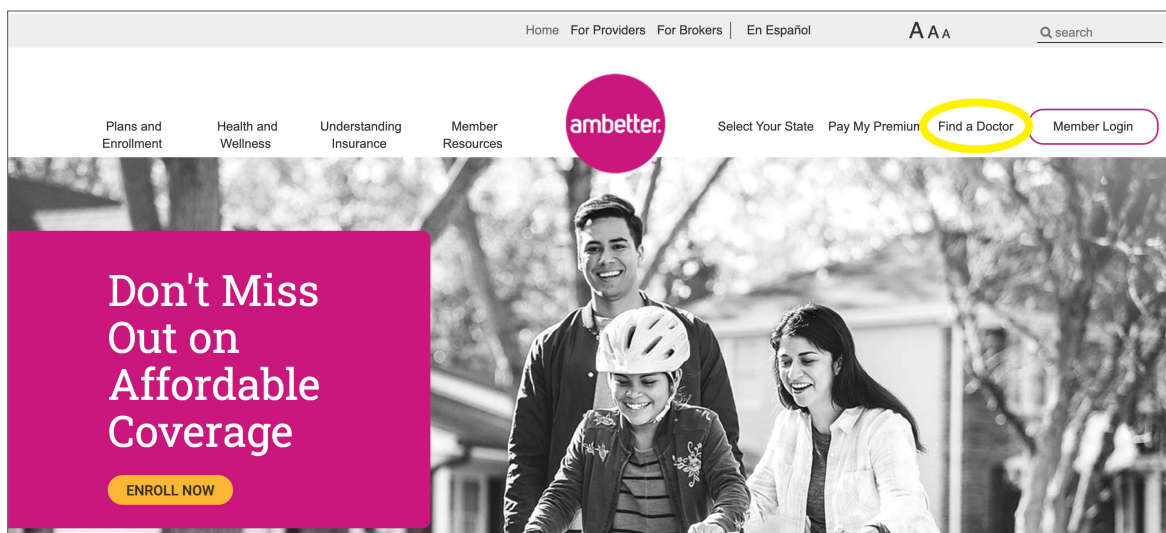 Home For Providers For Brokers | En Español
A A A
search
Plans and
Enrollment
Health and
Wellness
Understanding
Insurance
Member
Resources
ambetter.
Select Your State
Pay My Premium
Find a Doctor
Member Login
Don't Miss
Out on
Affordable
Coverage
ENROLL NOW